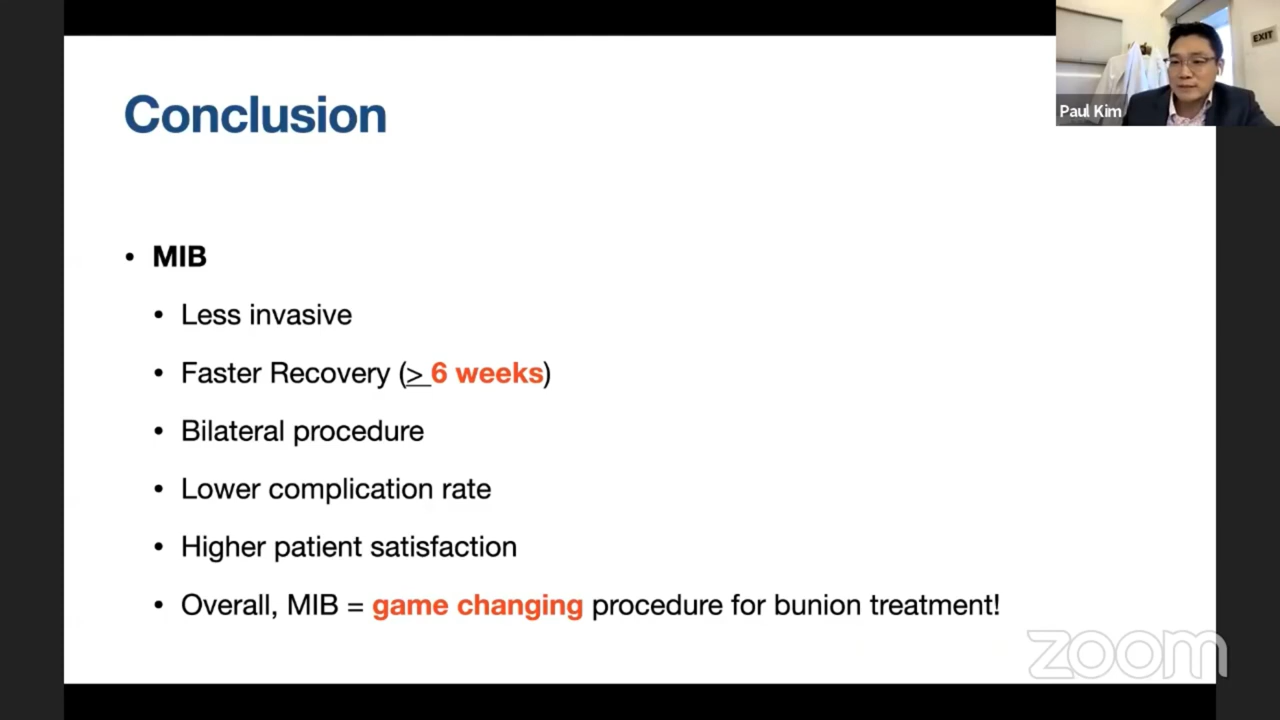 Conclusion
EXIT
Paul Kim
• MIB
• Less invasive
• Faster Recovery (> 6 weeks)
• Bilateral procedure
• Lower complication rate
• Higher patient satisfaction
• Overall, MIB = game changing procedure for bunion treatment!
zoom